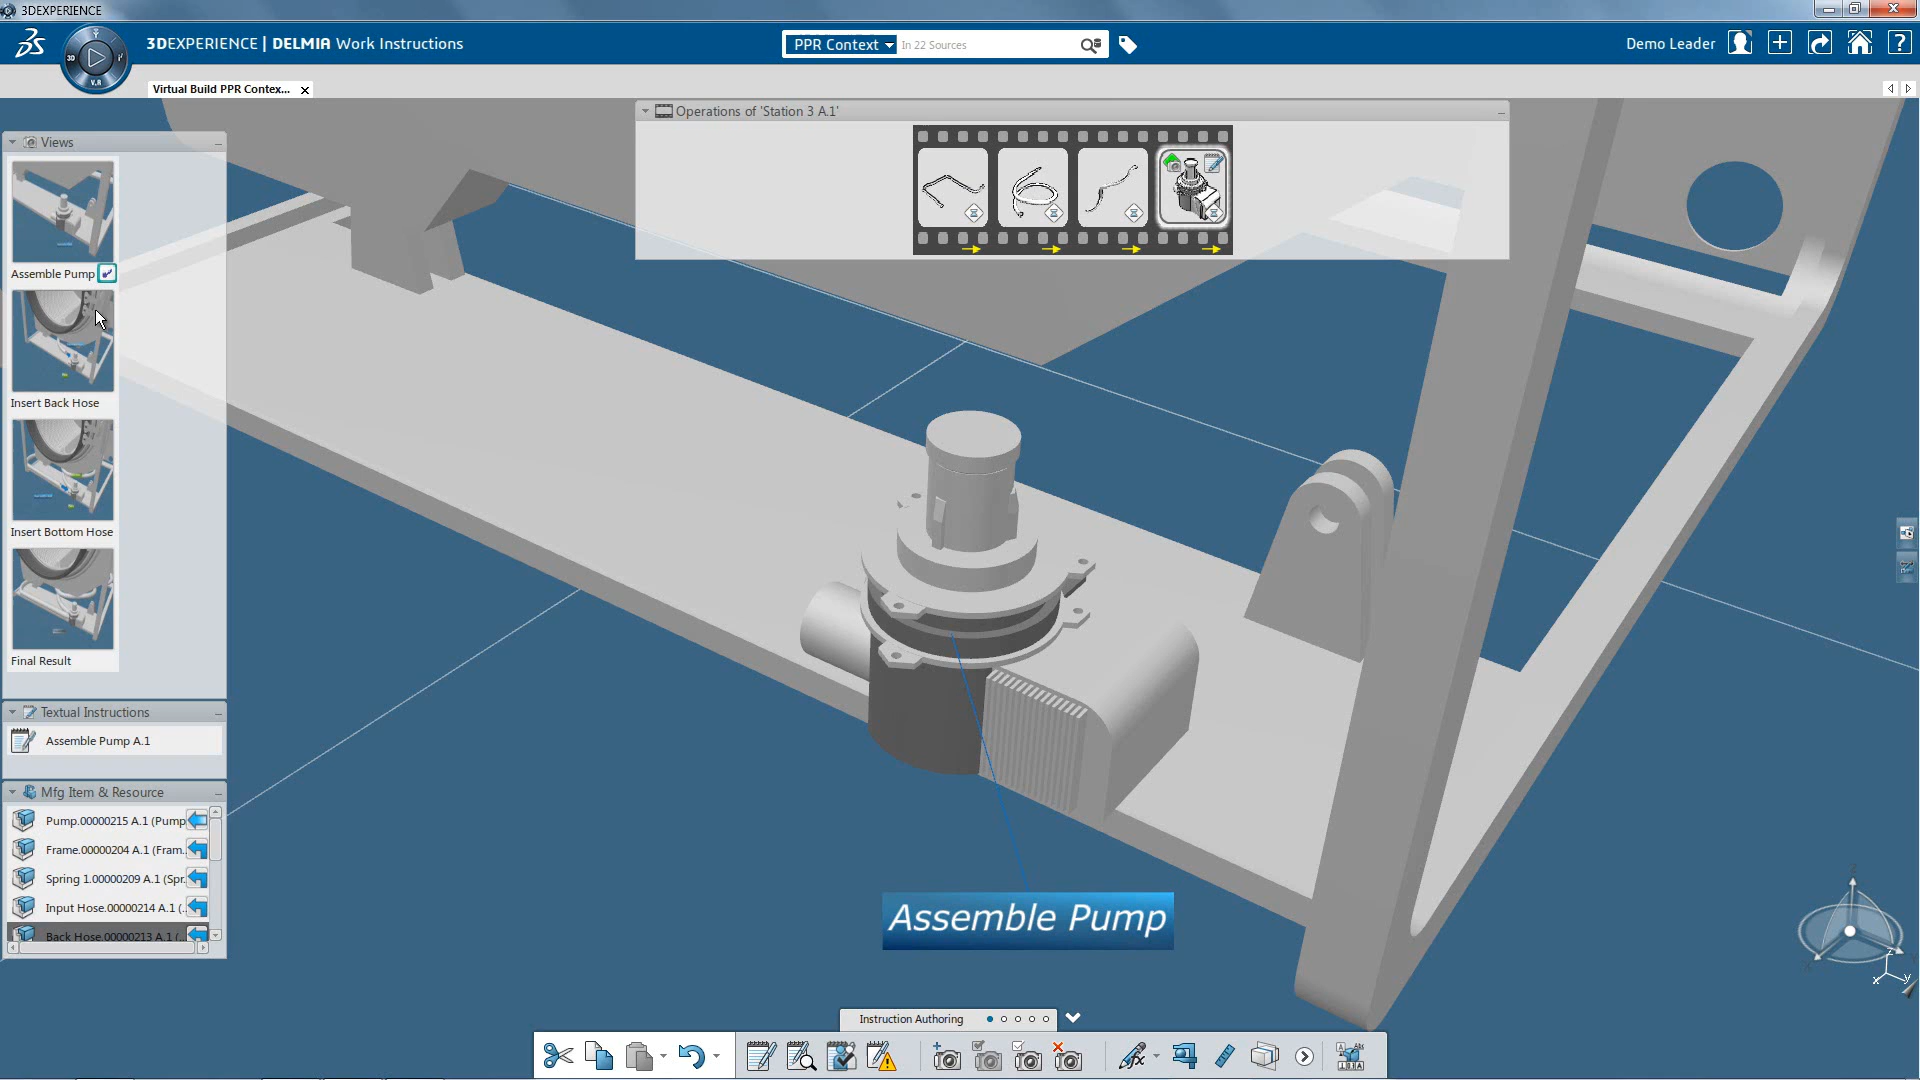 3DEXPERIENCE
3DEXPERIENCE | DELMIA Work Instructions
3D
V.R
PPR Context
In 22 Sources
Demo Leader
?
Virtual Build PPR Contex...
Operations of 'Station 3 A.1'
Views
Assemble Pump
Insert Back Hose
Insert Bottom Hose
Final Result
Textual Instructions
Assemble Pump A.1
Mfg Item & Resource
Pump.00000215 A.1 (Pump
Frame.00000204 A.1 (Fram..
Spring 1.00000209 A.1 (Spr.
Input Hose.00000214 A.1 (..
Back Hose.00000213 A.1 (..
Assemble Pump
Instruction Authoring